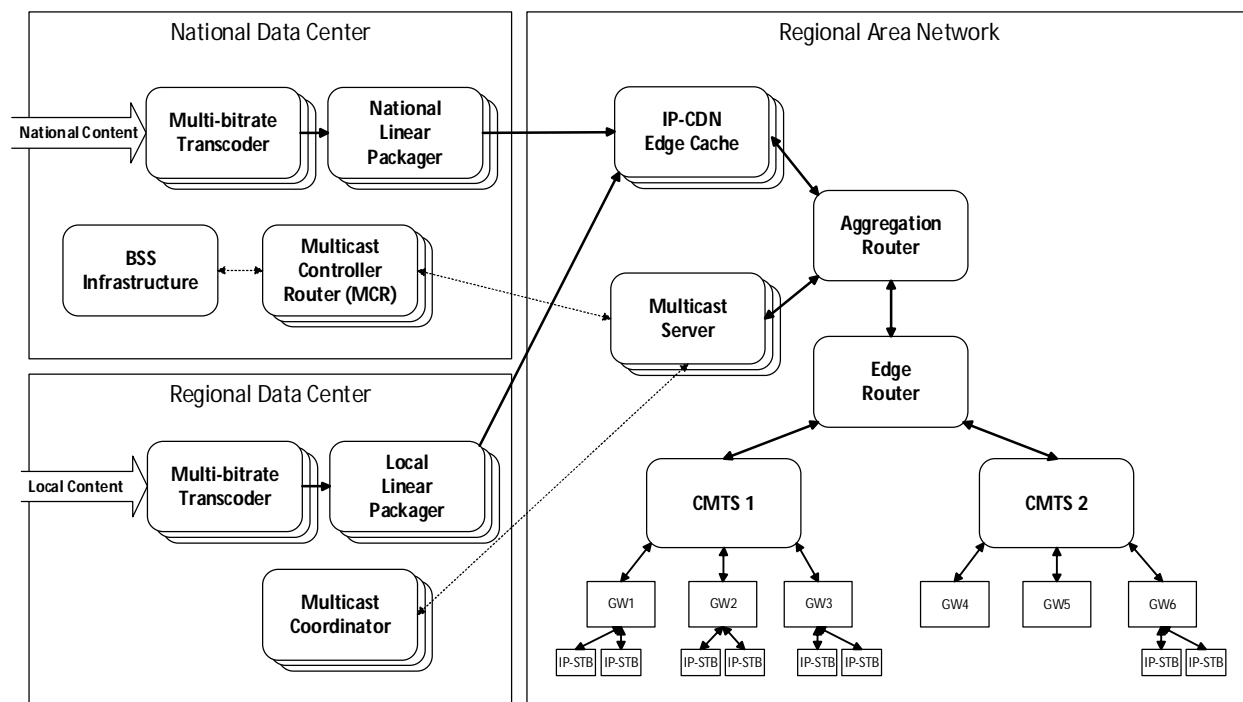 National Data Center
National Content
Multi-bitrate
Transcoder
National
Linear
Packager
BSS
Infrastructure
Multicast
Controller
Router (MCR)
Regional Data Center
Local Content
Multi-bitrate
Transcoder
Local
Linear
Packager
Multicast
Coordinator
Regional Area Network
IP-CDN
Edge Cache
Aggregation
Router
Multicast
Server
Edge
Router
CMTS 1
CMTS 2
GW1
GW2
GW3
GW4
GW5
GW6
IP-STB
IP-STB
IP-STB
IP-STB
IP-STB
IP-STB
IP-STB
IP-STB